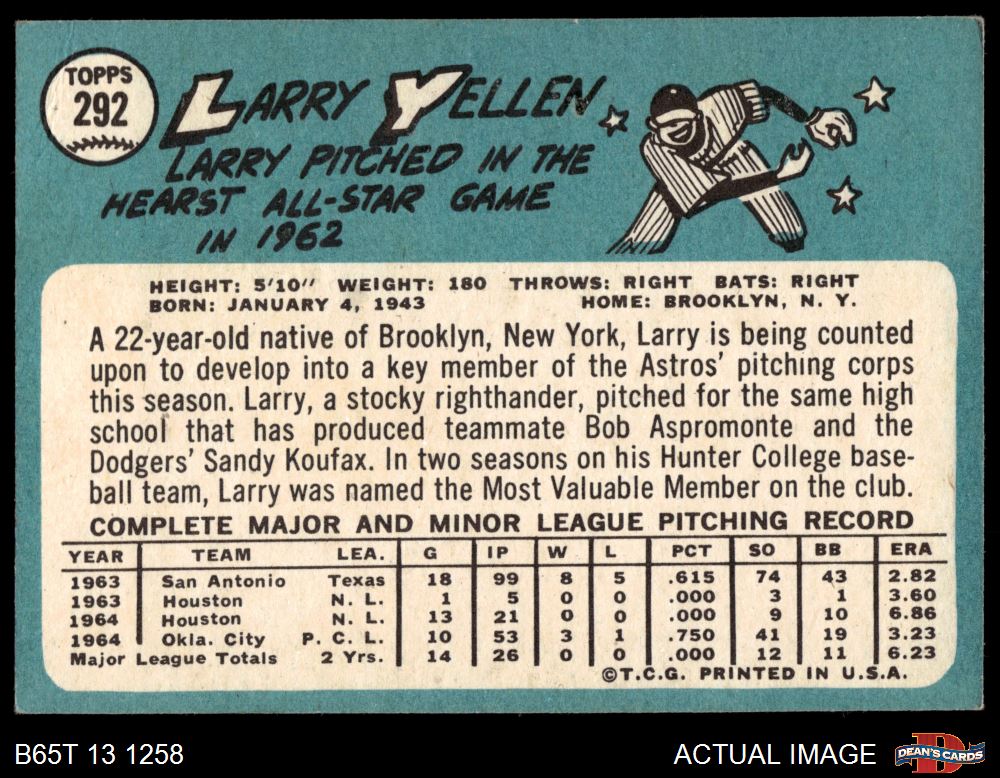 TOPPS
292
LARRY YELLEN
LARRY PITCHED IN THE
HEARST ALL-STAR GAME
IN 1962
HEIGHT: 5'10" WEIGHT: 180 THROWS: RIGHT BATS: RIGHT
BORN: JANUARY 4, 1943 HOME: BROOKLYN, N. Y.
A 22-year-old native of Brooklyn, New York, Larry is being counted
upon to develop into a key member of the Astros' pitching corps
this season. Larry, a stocky righthander, pitched for the same high
school that has produced teammate Bob Aspromonte and the
Dodgers' Sandy Koufax. In two seasons on his Hunter College base-
ball team, Larry was named the Most Valuable Member on the club.
COMPLETE MAJOR AND MINOR LEAGUE PITCHING RECORD
YEAR TEAM LEA. G IP W L PCT SO BB ERA
1963 San Antonio Texas 18 99 8 5 .615 74 43 2.82
1963 Houston N. L. 1 5 0 0 .000 3 1 3.60
1964 Houston N. L. 13 21 0 0 .000 9 10 6.86
1964 Okla. City P. C. L. 10 53 3 1 .750 41 19 3.23
Major League Totals 2 Yrs. 14 26 0 0 .000 12 11 6.23
©T.C.G. PRINTED IN U.S.A.
B65T 13 1258 ACTUAL IMAGE DEAN'S CARDS